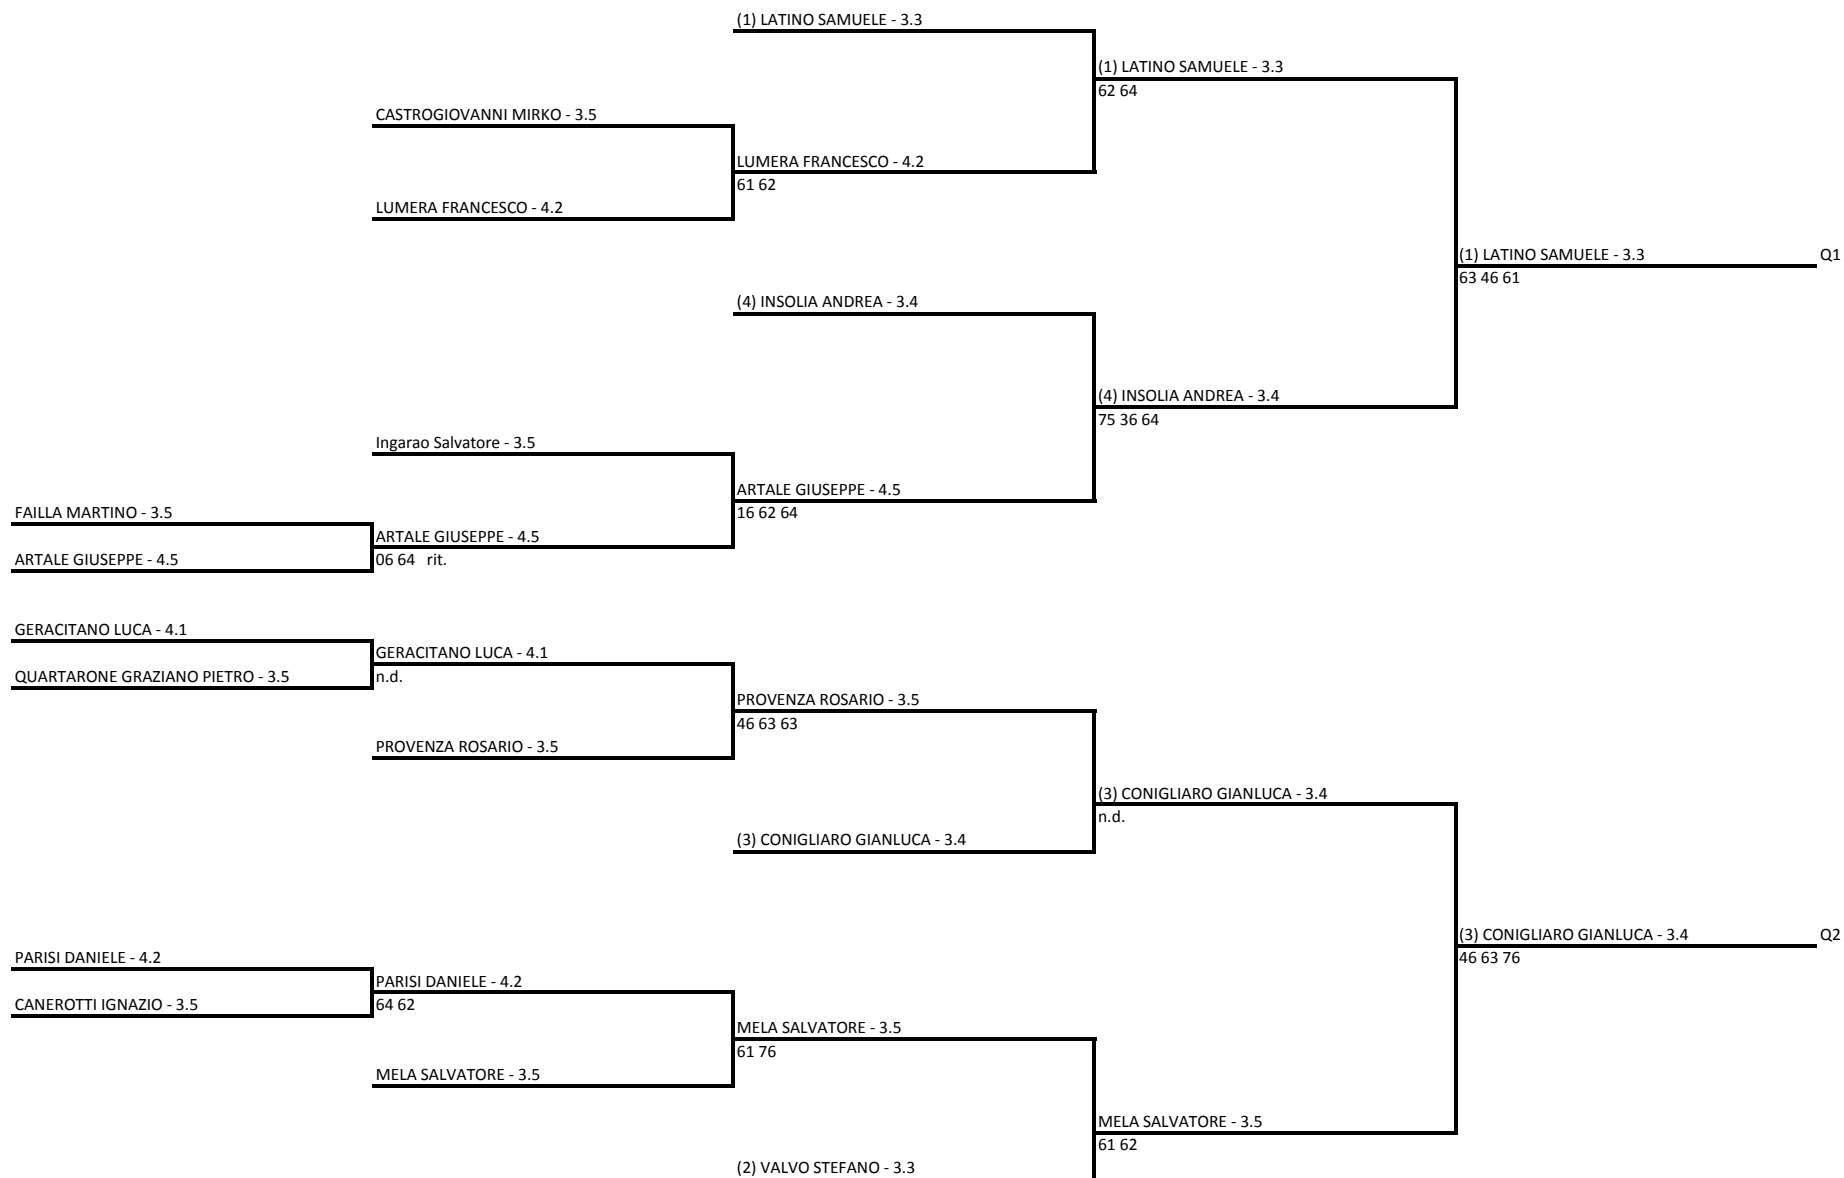 (1) LATINO SAMUELE - 3.3
(1) LATINO SAMUELE - 3.3
62 64
CASTROGIOVANNI MIRKO - 3.5
LUMERA FRANCESCO - 4.2
61 62
LUMERA FRANCESCO - 4.2
(1) LATINO SAMUELE - 3.3
Q1
63 46 61
(4) INSOLIA ANDREA - 3.4
(4) INSOLIA ANDREA - 3.4
75 36 64
Ingarao Salvatore - 3.5
ARTALE GIUSEPPE - 4.5
16 62 64
FAILLA MARTINO - 3.5
ARTALE GIUSEPPE - 4.5
ARTALE GIUSEPPE - 4.5
06 64 rit.
GERACITANO LUCA - 4.1
GERACITANO LUCA - 4.1
QUARTARONE GRAZIANO PIETRO - 3.5
n.d.
PROVENZA ROSARIO - 3.5
46 63 63
PROVENZA ROSARIO - 3.5
(3) CONIGLIARO GIANLUCA - 3.4
n.d.
(3) CONIGLIARO GIANLUCA - 3.4
(3) CONIGLIARO GIANLUCA - 3.4
Q2
46 63 76
PARISI DANIELE - 4.2
PARISI DANIELE - 4.2
CANEROTTI IGNAZIO - 3.5
64 62
MELA SALVATORE - 3.5
61 76
MELA SALVATORE - 3.5
MELA SALVATORE - 3.5
61 62
(2) VALVO STEFANO - 3.3